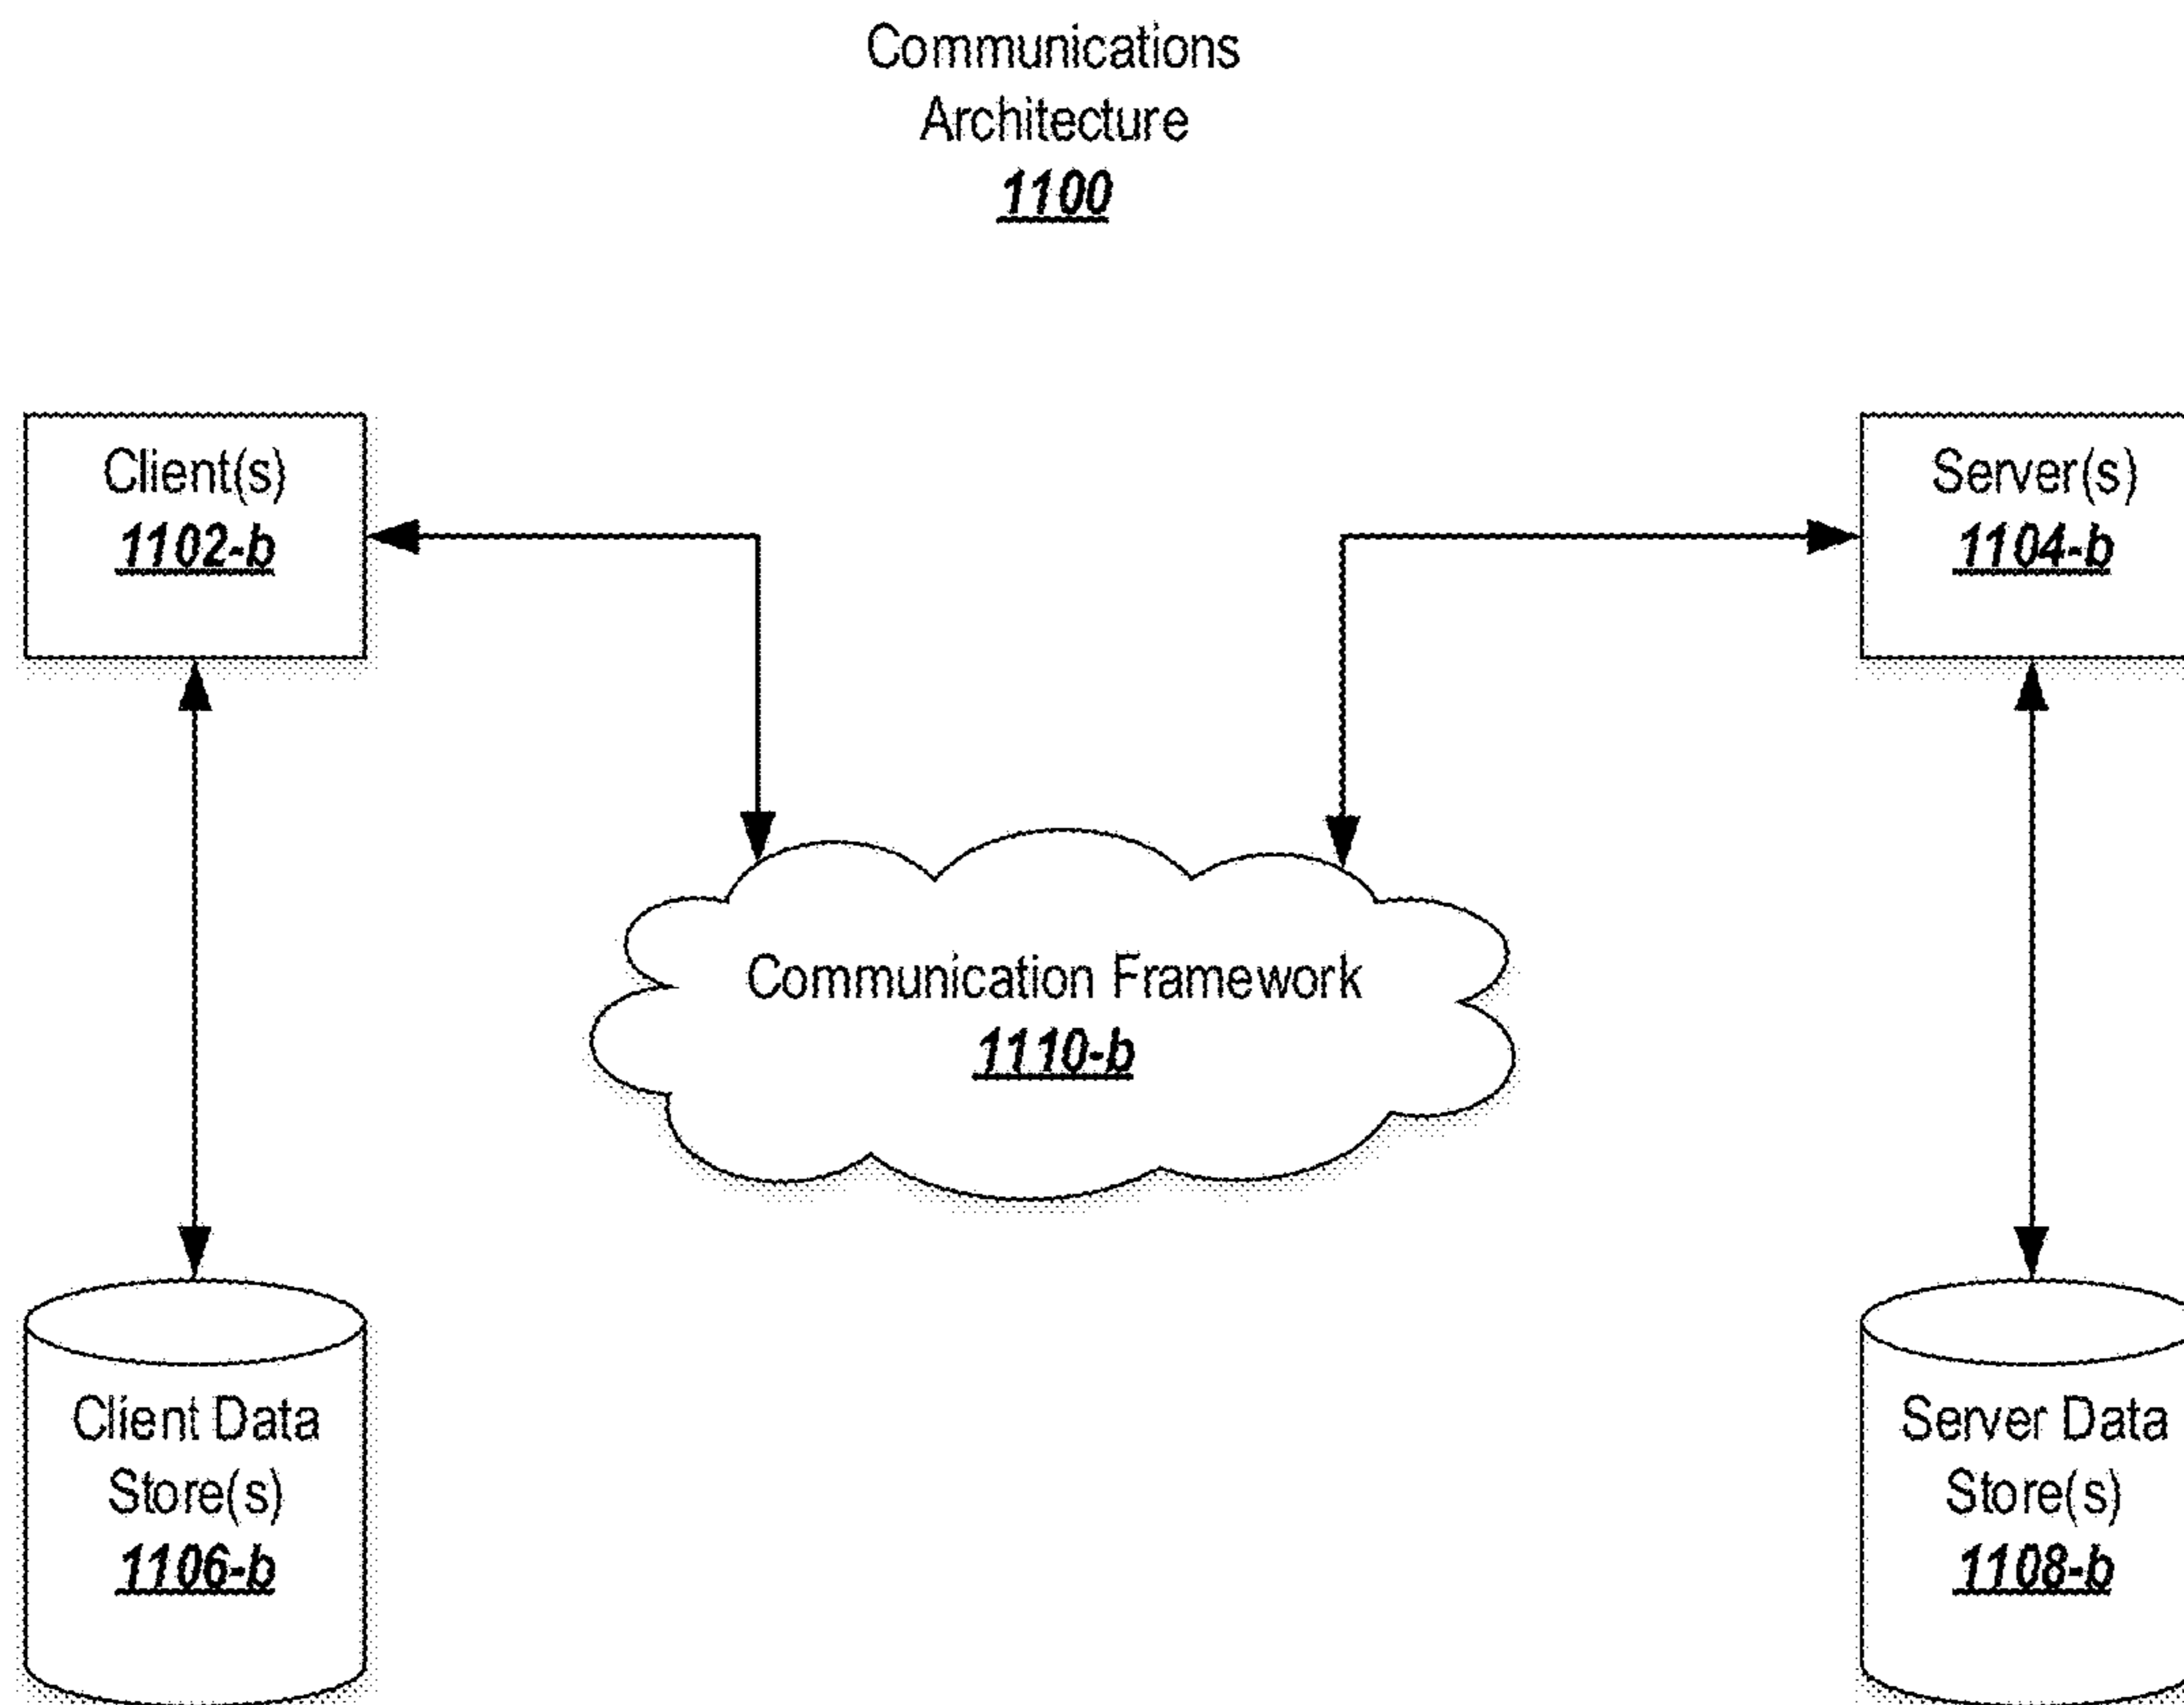 Communications
Architecture
1100
Client(s)
1102-b
Server(s)
1104-b
Communication Framework
1110-b
Client Data
Store(s)
1106-b
Server Data
Store(s)
1108-b